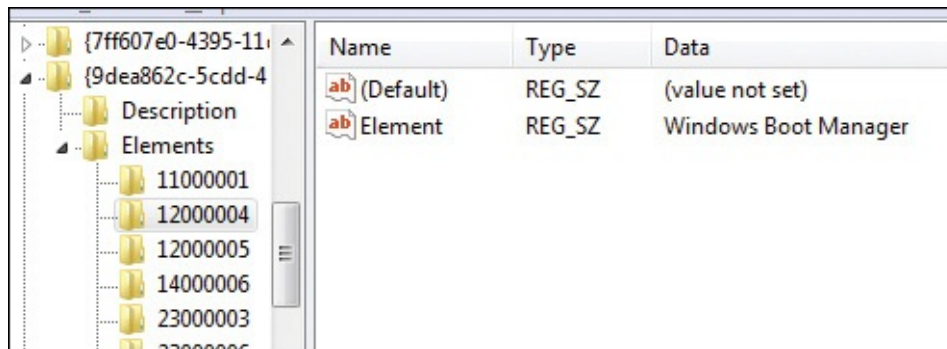 {7ff607e0-4395-11
{9dea862c-5cdd-4
Description
Elements
11000001
12000004
12000005
14000006
23000003
Name Type Data
(Default) REG_SZ (value not set)
Element REG_SZ Windows Boot Manager